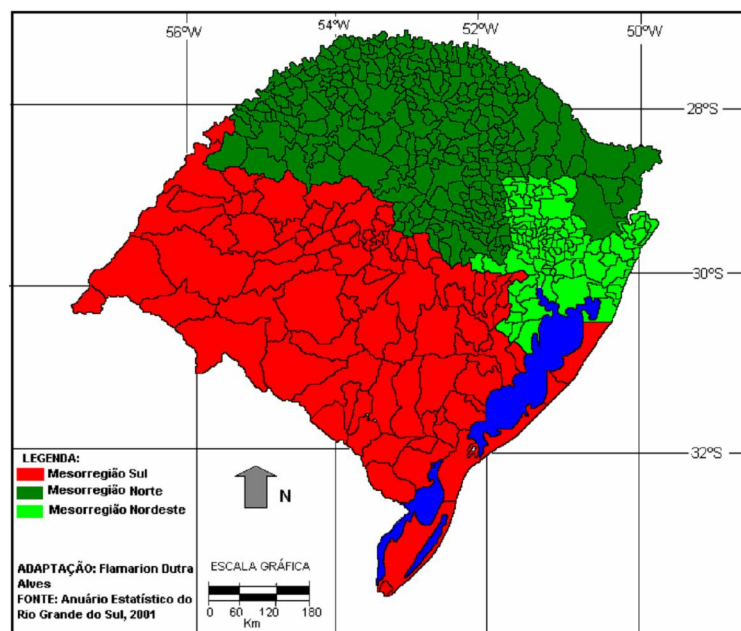 56°W
54°W
52°W
50°W
28°S
30°S
32°S
LEGENDA:
Mesorregião Sul
Mesorregião Norte
Mesorregião Nordeste
N
ADAPTAÇÃO: Flamarion Dutra
Alves
FONTE: Anuário Estatístico do
Rio Grande do Sul, 2001
ESCALA GRÁFICA
0 60 120 180
Km